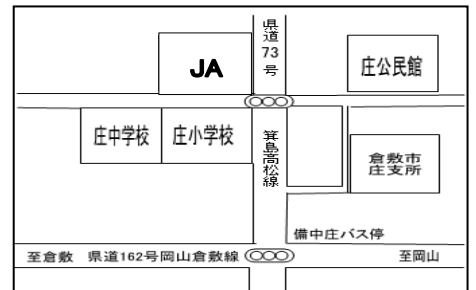 県道73号
JA
庄公民館
庄中学校
庄小学校
箕島高松線
倉敷市
庄支所
備中庄バス停
至倉敷 県道162号岡山倉敷線
至岡山